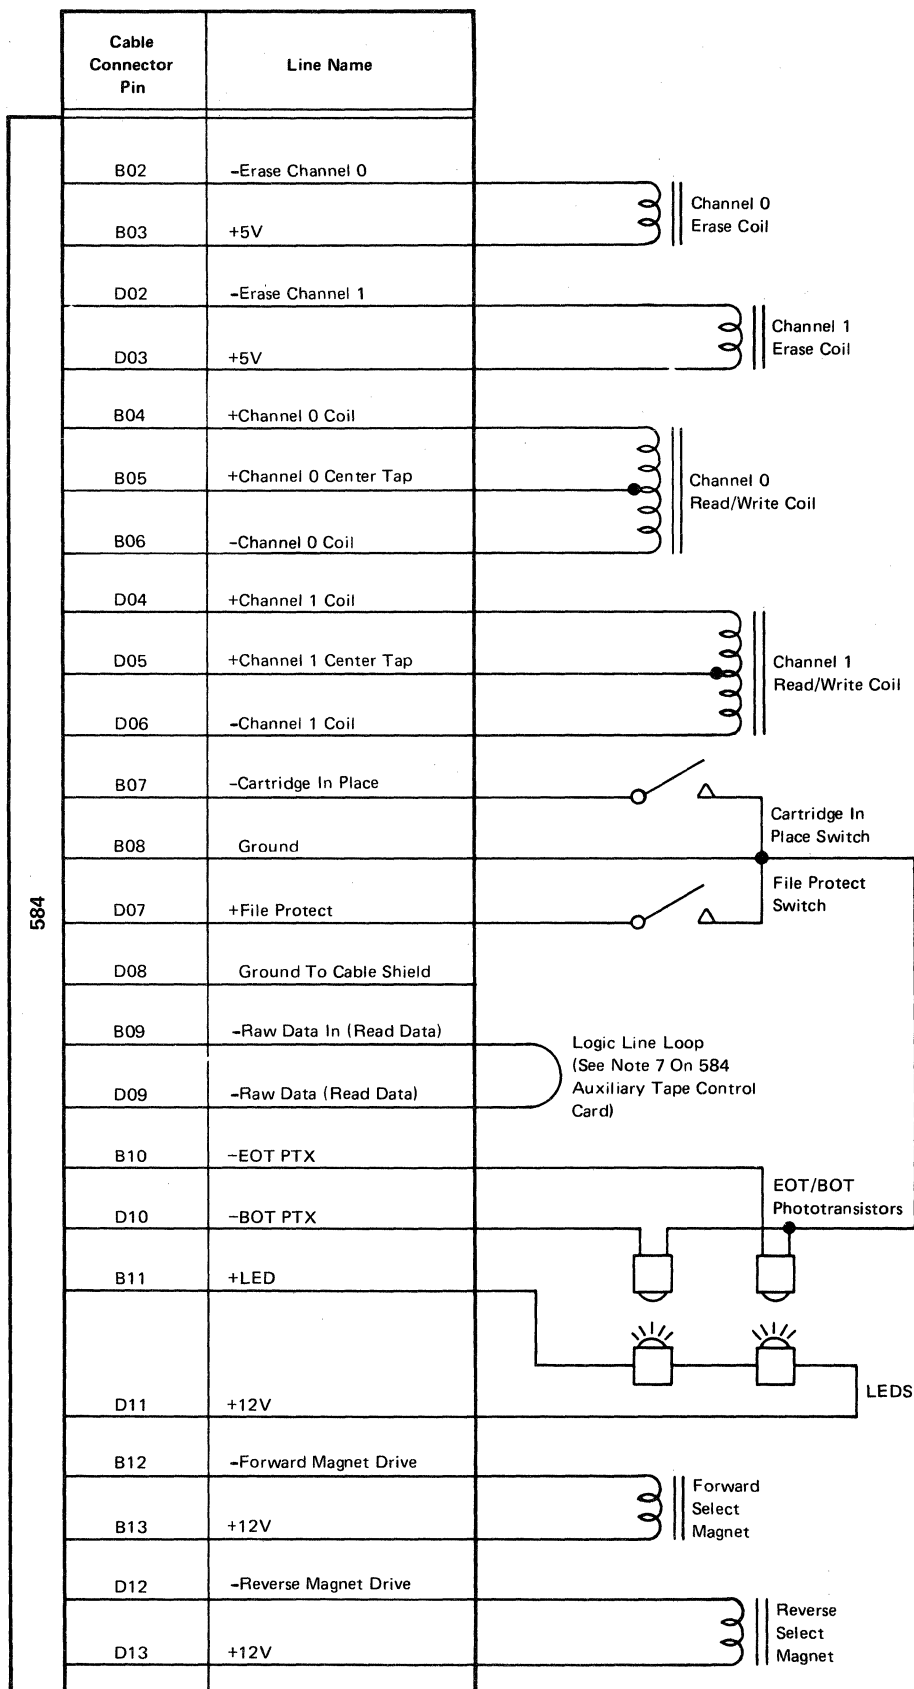 Cable
Connector
Pin
Line Name
B02 -Erase Channel 0
B03 +5V
Channel 0
Erase Coil
D02 -Erase Channel 1
D03 +5V
Channel 1
Erase Coil
B04 +Channel 0 Coil
B05 +Channel 0 Center Tap
B06 -Channel 0 Coil
Channel 0
Read/Write Coil
D04 +Channel 1 Coil
D05 +Channel 1 Center Tap
D06 -Channel 1 Coil
Channel 1
Read/Write Coil
B07 -Cartridge In Place
Cartridge In
Place Switch
B08 Ground
D07 +File Protect
File Protect
Switch
584
D08 Ground To Cable Shield
B09 -Raw Data In (Read Data)
D09 -Raw Data (Read Data)
Logic Line Loop
(See Note 7 On 584
Auxiliary Tape Control
Card)
B10 -EOT PTX
D10 -BOT PTX
EOT/BOT
Phototransistors
B11 +LED
D11 +12V
LEDS
B12 -Forward Magnet Drive
B13 +12V
Forward
Select
Magnet
D12 -Reverse Magnet Drive
D13 +12V
Reverse
Select
Magnet